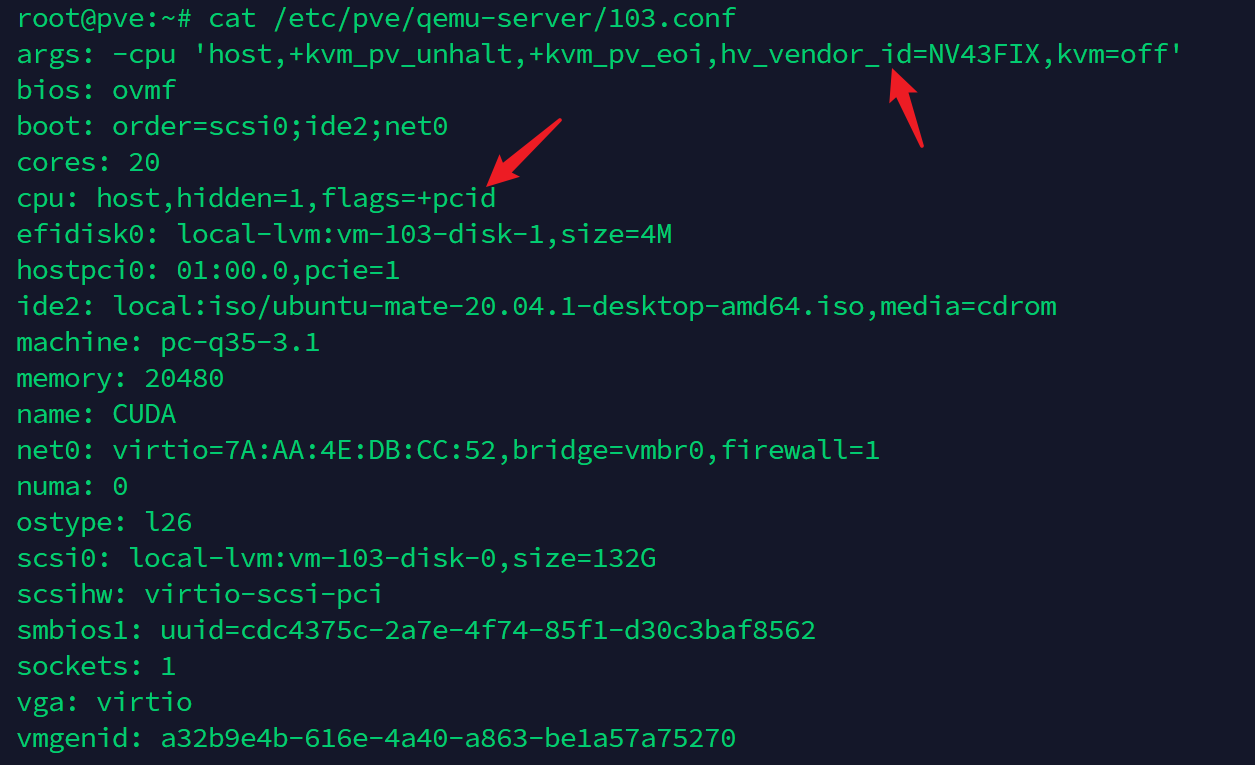 root@pve:~# cat /etc/pve/qemu-server/103.conf
args: -cpu 'host,+kvm_pv_unhalt,+kvm_pv_eoi,hv_vendor_id=NV43FIX,kvm=off'
bios: ovmf
boot: order=scsi0;ide2;net0
cores: 20
cpu: host,hidden=1,flags=+pcid
efidisk0: local-lvm:vm-103-disk-1,size=4M
hostpci0: 01:00.0,pcie=1
ide2: local:iso/ubuntu-mate-20.04.1-desktop-amd64.iso,media=cdrom
machine: pc-q35-3.1
memory: 20480
name: CUDA
net0: virtio=7A:AA:4E:DB:CC:52,bridge=vmbr0,firewall=1
numa: 0
ostype: l26
scsi0: local-lvm:vm-103-disk-0,size=132G
scsihw: virtio-scsi-pci
smbios1: uuid=cdc4375c-2a7e-4f74-85f1-d30c3baf8562
sockets: 1
vga: virtio
vmgenid: a32b9e4b-616e-4a40-a863-be1a57a75270